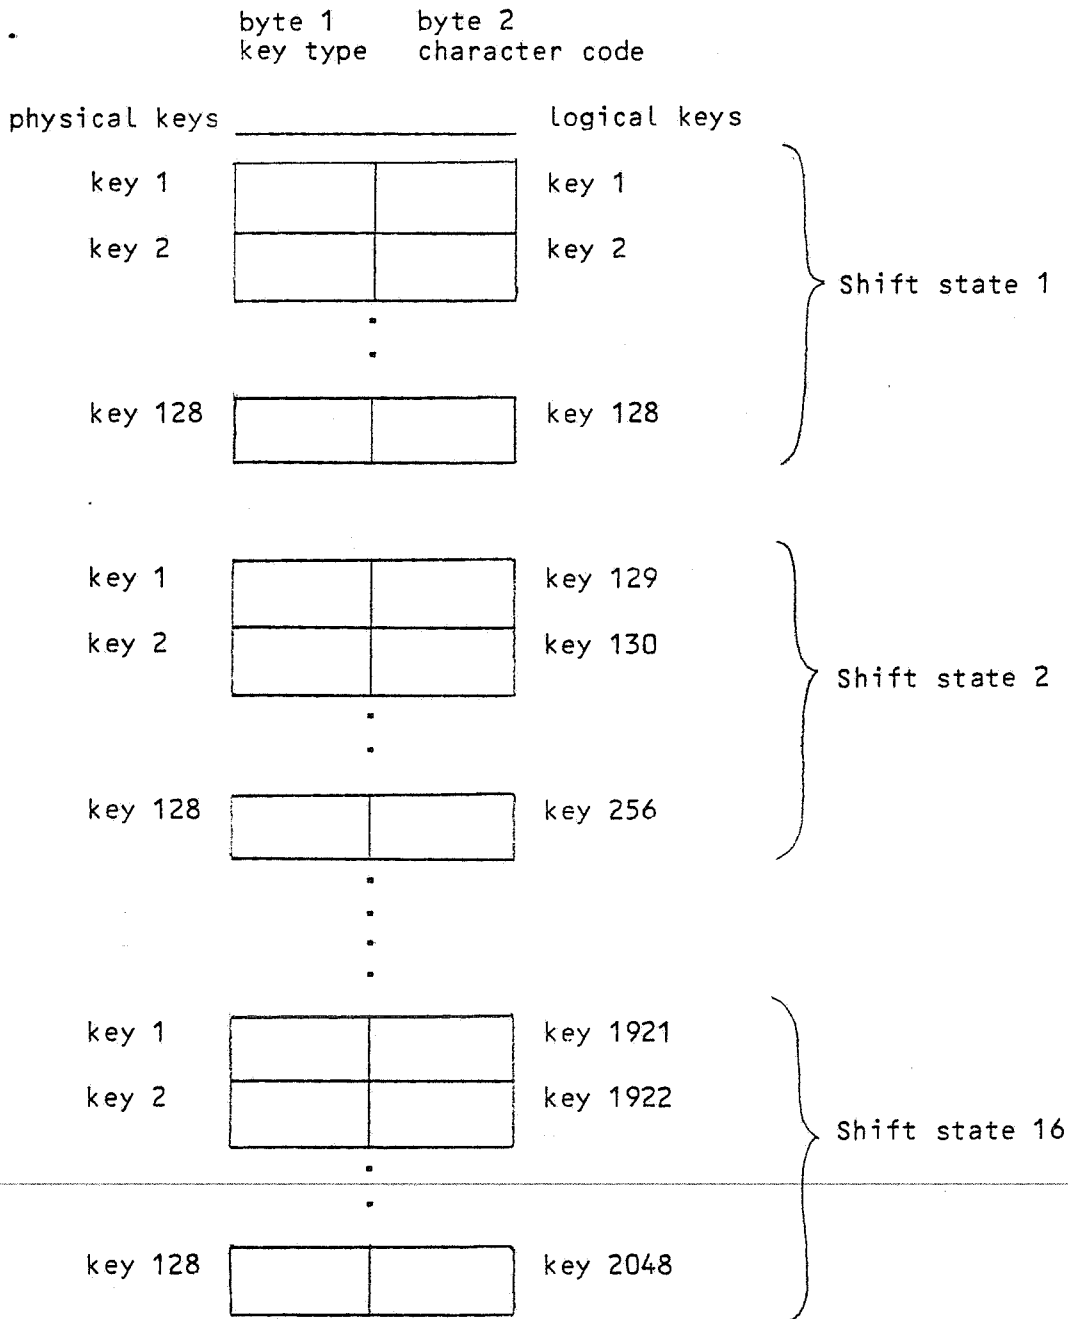 byte 1 byte 2
key type character code
physical keys logical keys
key 1 key 1
key 2 key 2
Shift state 1
key 128 key 128
key 1 key 129
key 2 key 130
Shift state 2
key 128 key 256
key 1 key 1921
key 2 key 1922
Shift state 16
key 128 key 2048